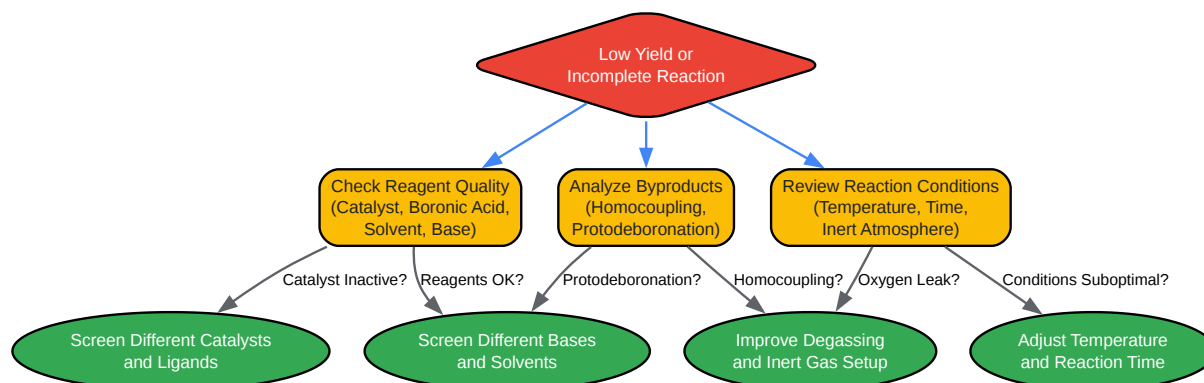 Low Yield or
Incomplete Reaction
Check Reagent Quality
(Catalyst, Boronic Acid,
Solvent, Base)
Analyze Byproducts
(Homocoupling,
Protodeboronation)
Review Reaction Conditions
(Temperature, Time,
Inert Atmosphere)
Catalyst Inactive?
Reagents OK?
Protodeboronation?
Homocoupling?
Oxygen Leak?
Conditions Suboptimal?
Screen Different Catalysts
and Ligands
Screen Different Bases
and Solvents
Improve Degassing
and Inert Gas Setup
Adjust Temperature
and Reaction Time